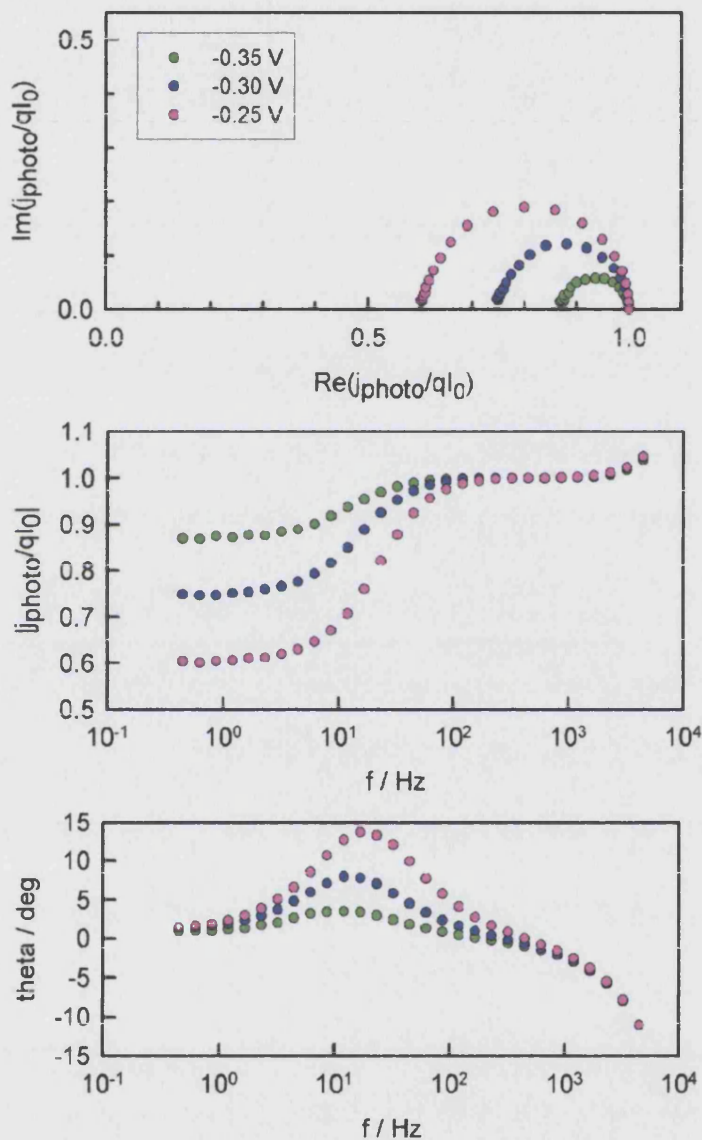 0.5
Im(jphoto/qI0)
0.0
-0.35 V
-0.30 V
-0.25 V
0.0 0.5 1.0
Re(jphoto/qI0)
1.1
1.0
0.9
0.8
0.7
0.6
0.5
|jphoto/qI0|
10-1 100 101 102 103 104
f / Hz
15
10
5
0
-5
-10
-15
theta / deg
10-1 100 101 102 103 104
f / Hz